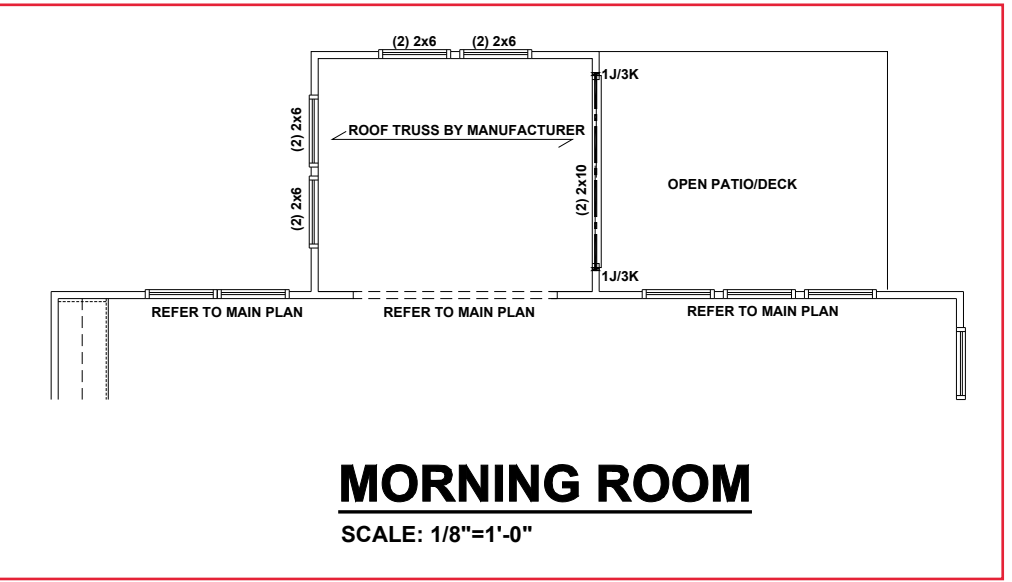 (2) 2x6 (2) 2x6
1J/3K
(2) 2x6
ROOF TRUSS BY MANUFACTURER
(2) 2x10
OPEN PATIO/DECK
(2) 2x6
1J/3K
REFER TO MAIN PLAN REFER TO MAIN PLAN REFER TO MAIN PLAN
MORNING ROOM
SCALE: 1/8"=1'-0"